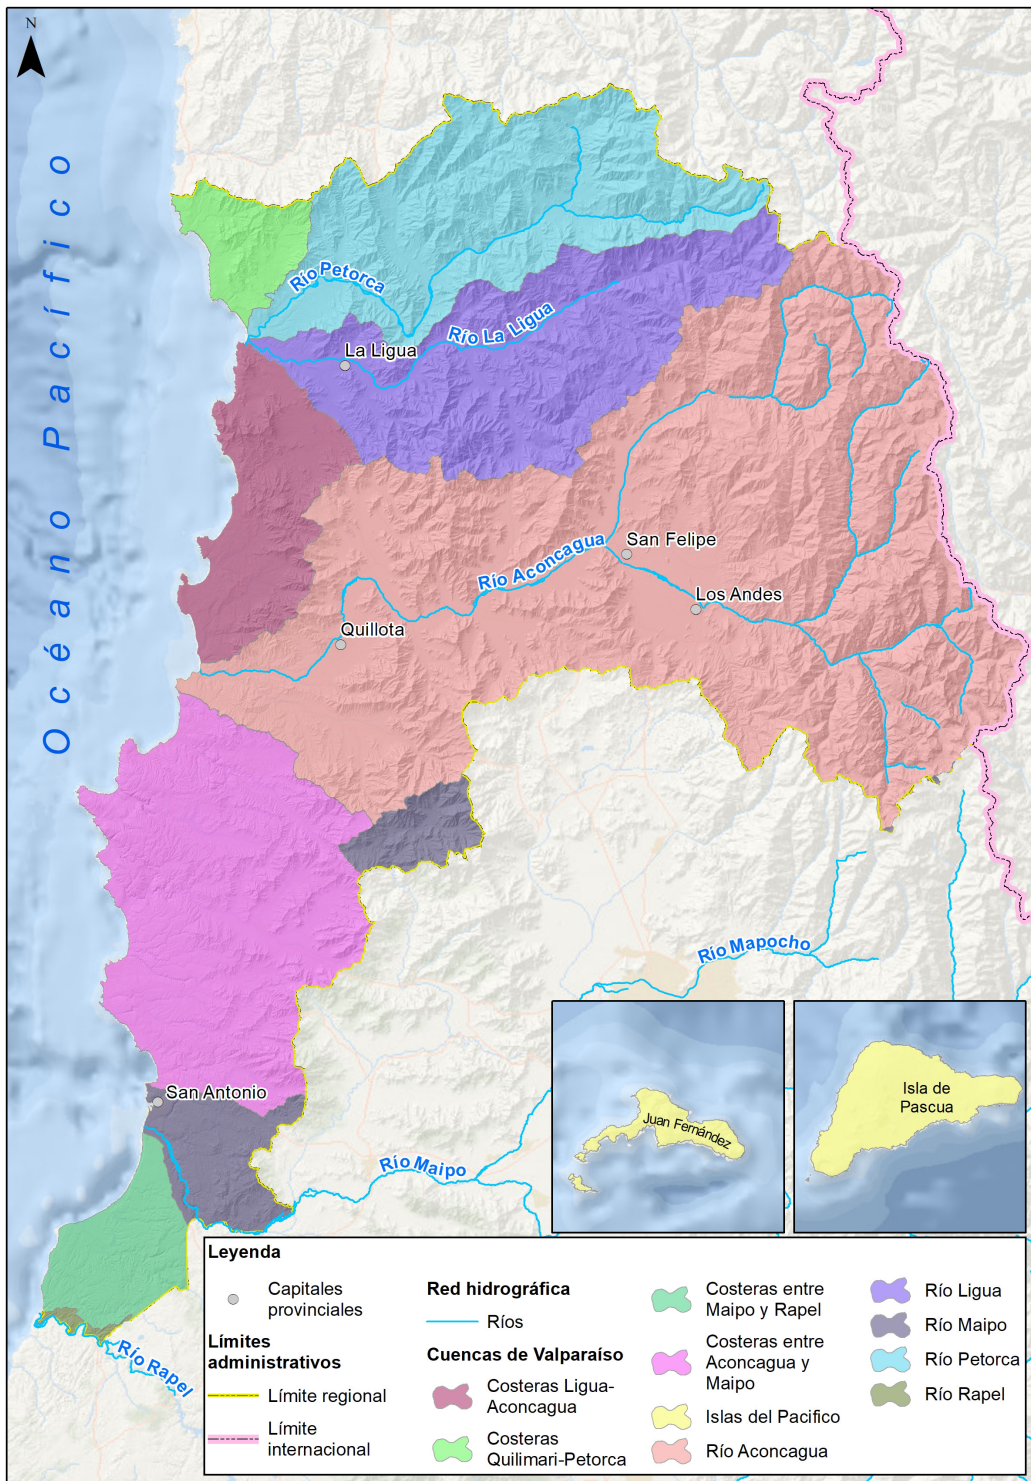 N
Océano Pacífico
Río Petorca
Río La Ligua
La Ligua
Río Aconcagua
San Felipe
Los Andes
Quillota
Río Mapocho
San Antonio
Río Maipo
Río Rapel
Juan Fernández
Isla de
Pascua
Leyenda
Capitales
provinciales
Límites
administrativos
Límite regional
Límite
internacional
Red hidrográfica
Ríos
Cuencas de Valparaíso
Costeras Ligua-
Aconcagua
Costeras
Quilimari-Petorca
Costeras entre
Maipo y Rapel
Costeras entre
Aconcagua y
Maipo
Islas del Pacifico
Río Aconcagua
Río Ligua
Río Maipo
Río Petorca
Río Rapel